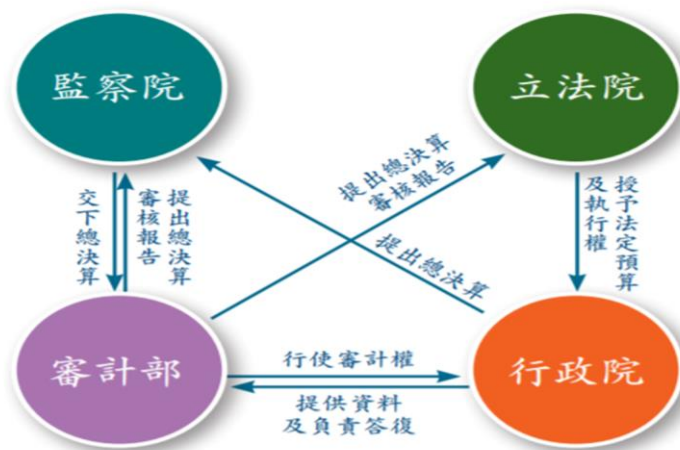 監察院
立法院
提出總決算
審核報告
交下總決算
提出總決算
審核報告
提出總決算
授予法定預算
及執行權
審計部
行政院
行使審計權
提供資料
及負責答復